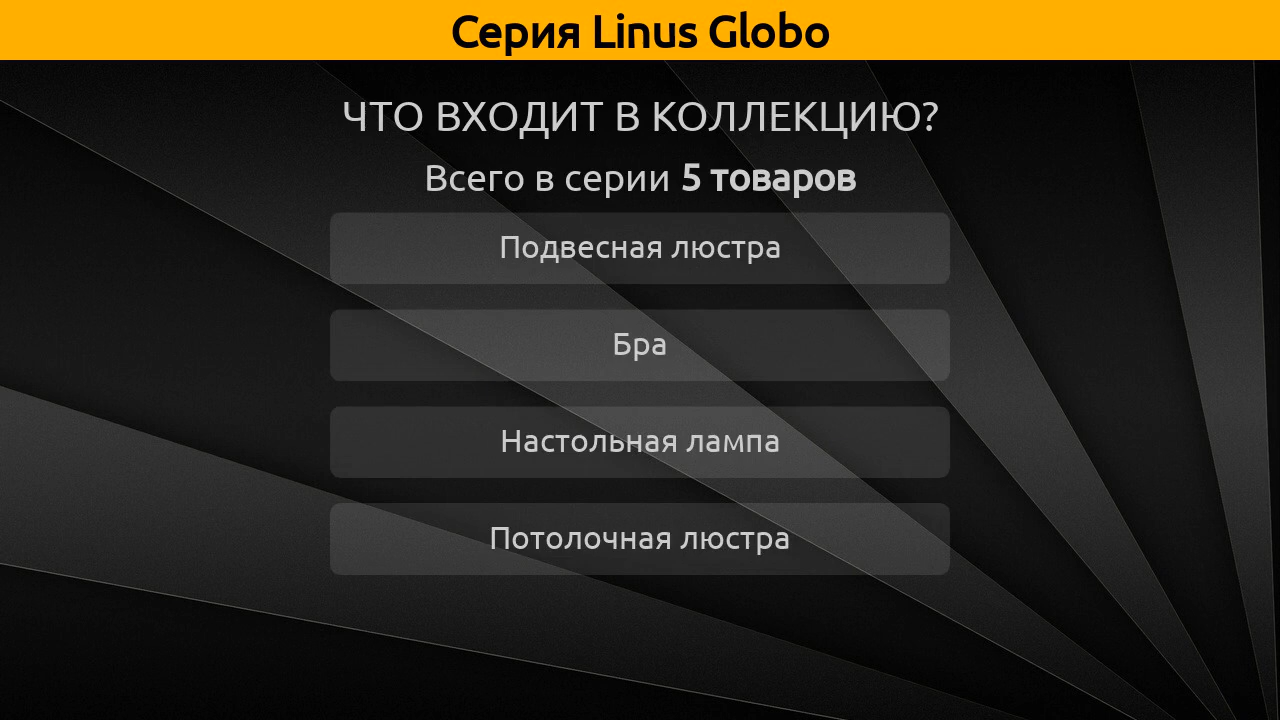 Серия Linus Globo
ЧТО ВХОДИТ В КОЛЛЕКЦИЮ?
Всего в серии 5 товаров
Подвесная люстра
Бра
Настольная лампа
Потолочная люстра